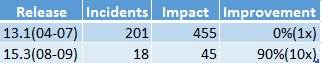 Release Incidents Impact Improvement
13.1(04-07) 201 455 0%(1x)
15.3(08-09) 18 45 90%(10x)